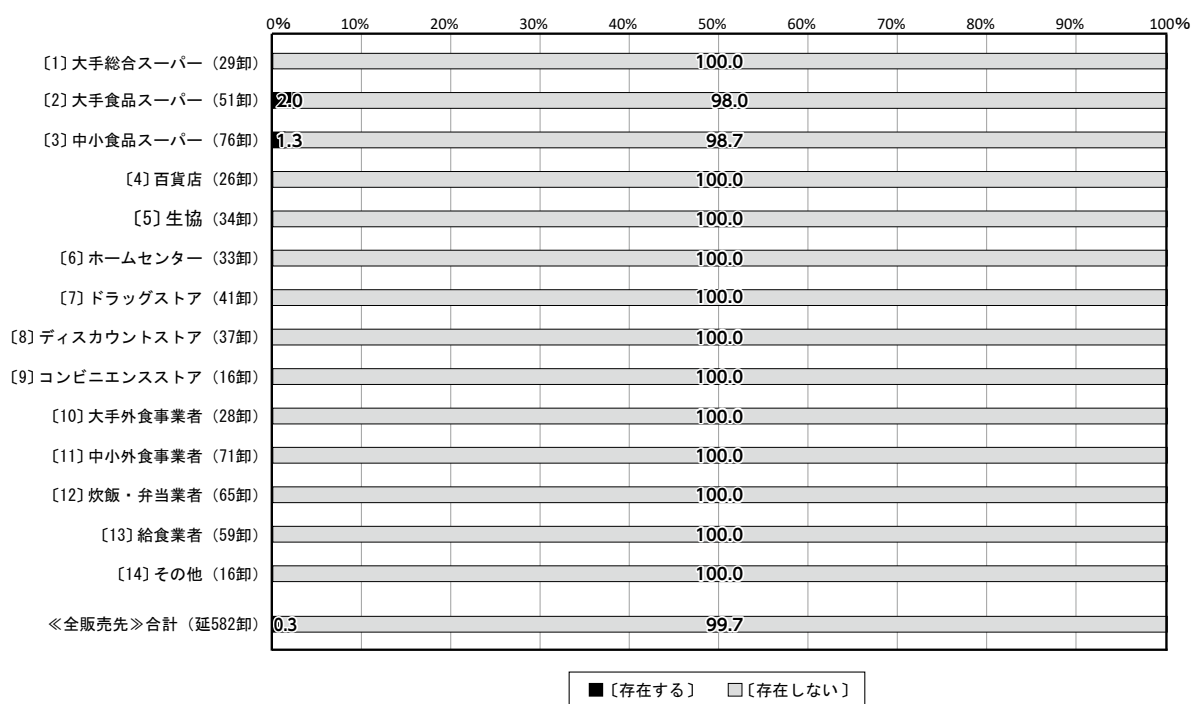 0% 10% 20% 30% 40% 50% 60% 70% 80% 90% 100%
〔1〕大手総合スーパー（29卸） 100.0
〔2〕大手食品スーパー（51卸） 2.0 98.0
〔3〕中小食品スーパー（76卸） 1.3 98.7
〔4〕百貨店（26卸） 100.0
〔5〕生協（34卸） 100.0
〔6〕ホームセンター（33卸） 100.0
〔7〕ドラッグストア（41卸） 100.0
〔8〕ディスカウントストア（37卸） 100.0
〔9〕コンビニエンスストア（16卸） 100.0
〔10〕大手外食事業者（28卸） 100.0
〔11〕中小外食事業者（71卸） 100.0
〔12〕炊飯・弁当業者（65卸） 100.0
〔13〕給食業者（59卸） 100.0
〔14〕その他（16卸） 100.0
≪全販売先≫合計（延582卸） 0.3 99.7
■〔存在する〕 □〔存在しない〕